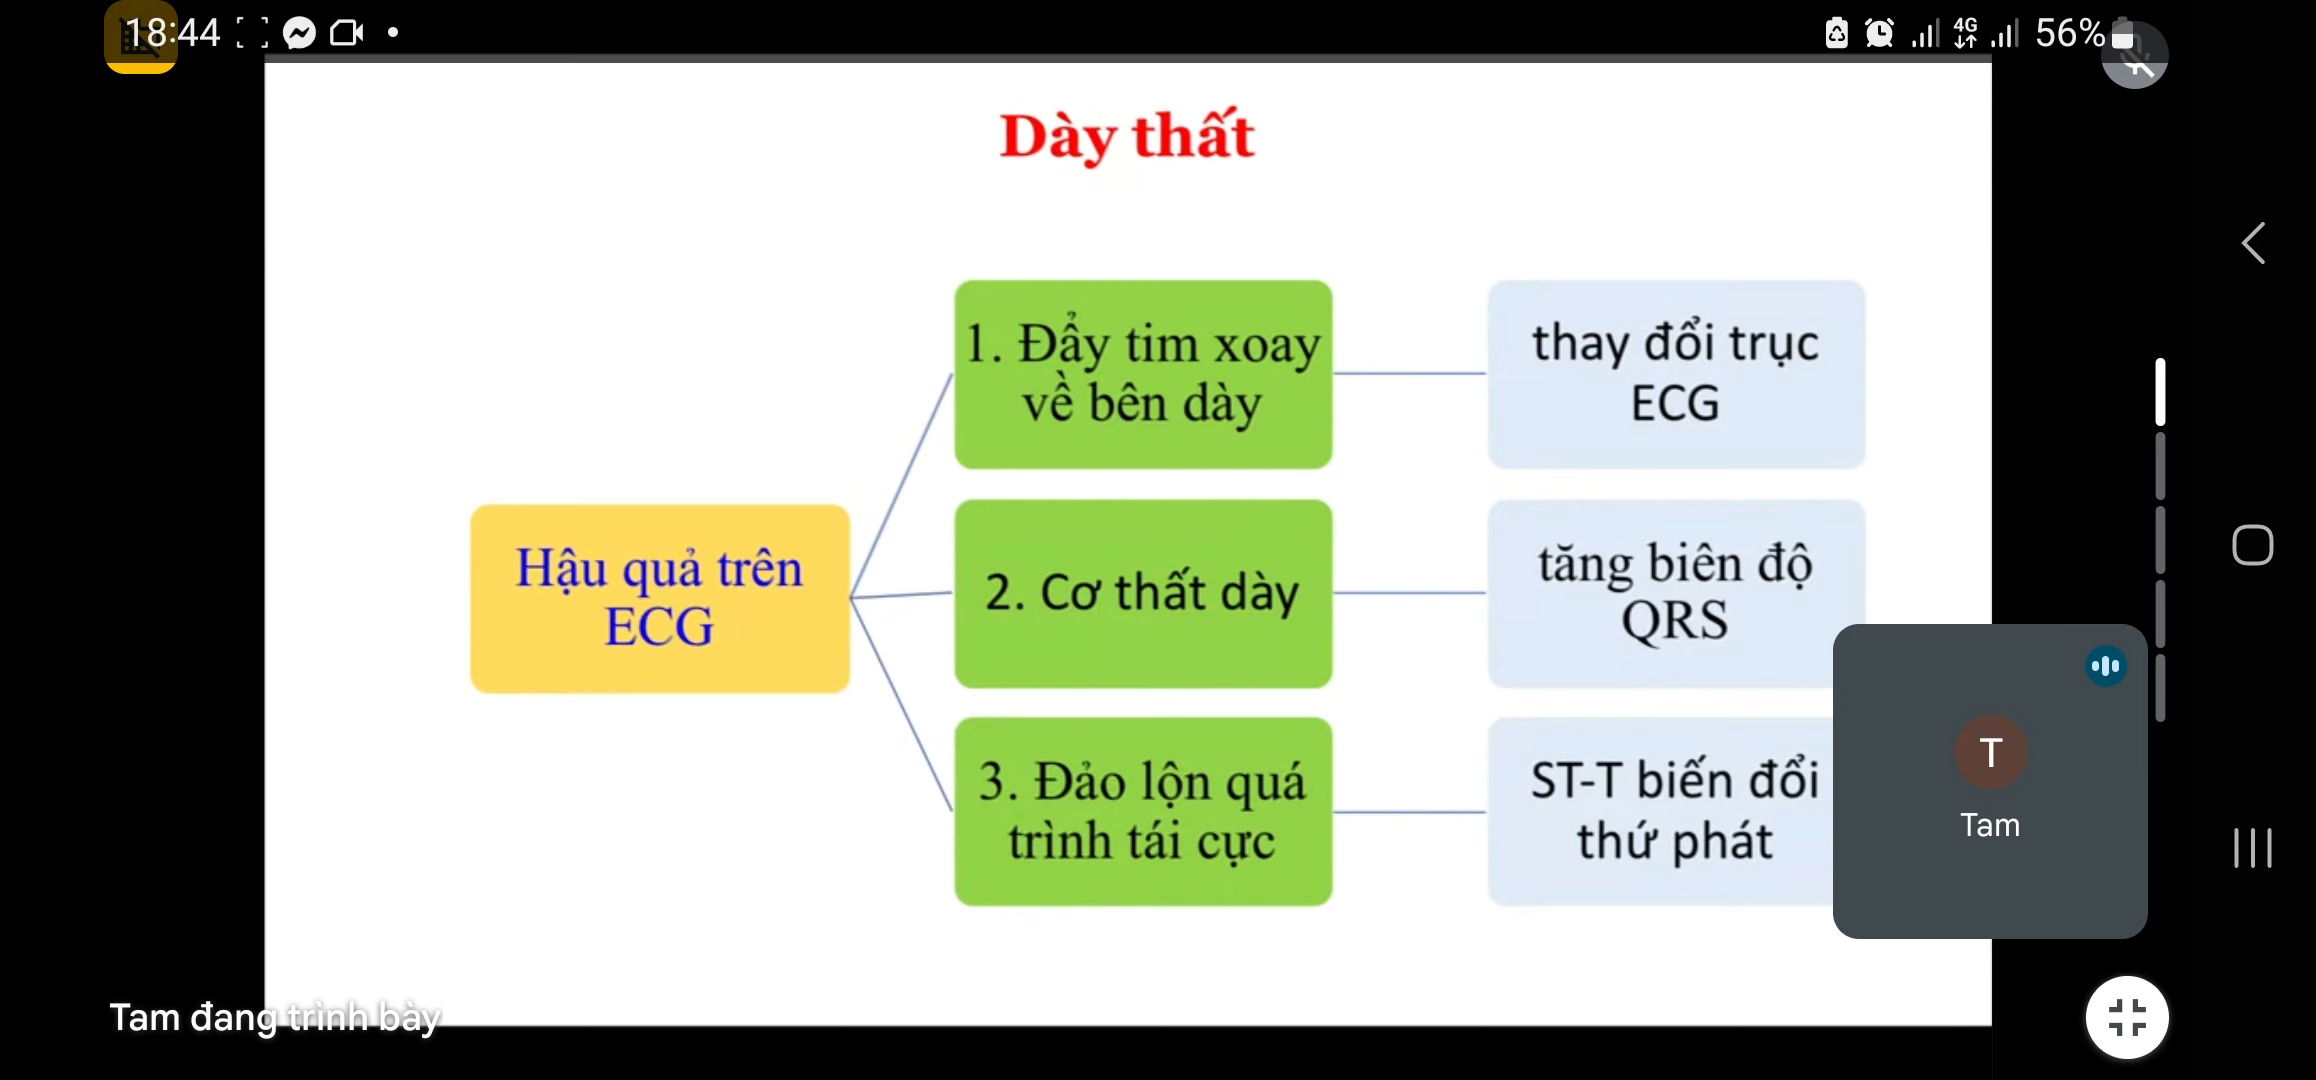 18:44
4G
56%
Dày thất
Hậu quả trên
ECG
1. Đẩy tim xoay
về bên dày
thay đổi trục
ECG
2. Cơ thất dày
tăng biên độ
QRS
3. Đảo lộn quá
trình tái cực
ST-T biến đổi
thứ phát
T
Tam
Tam đang trình bày